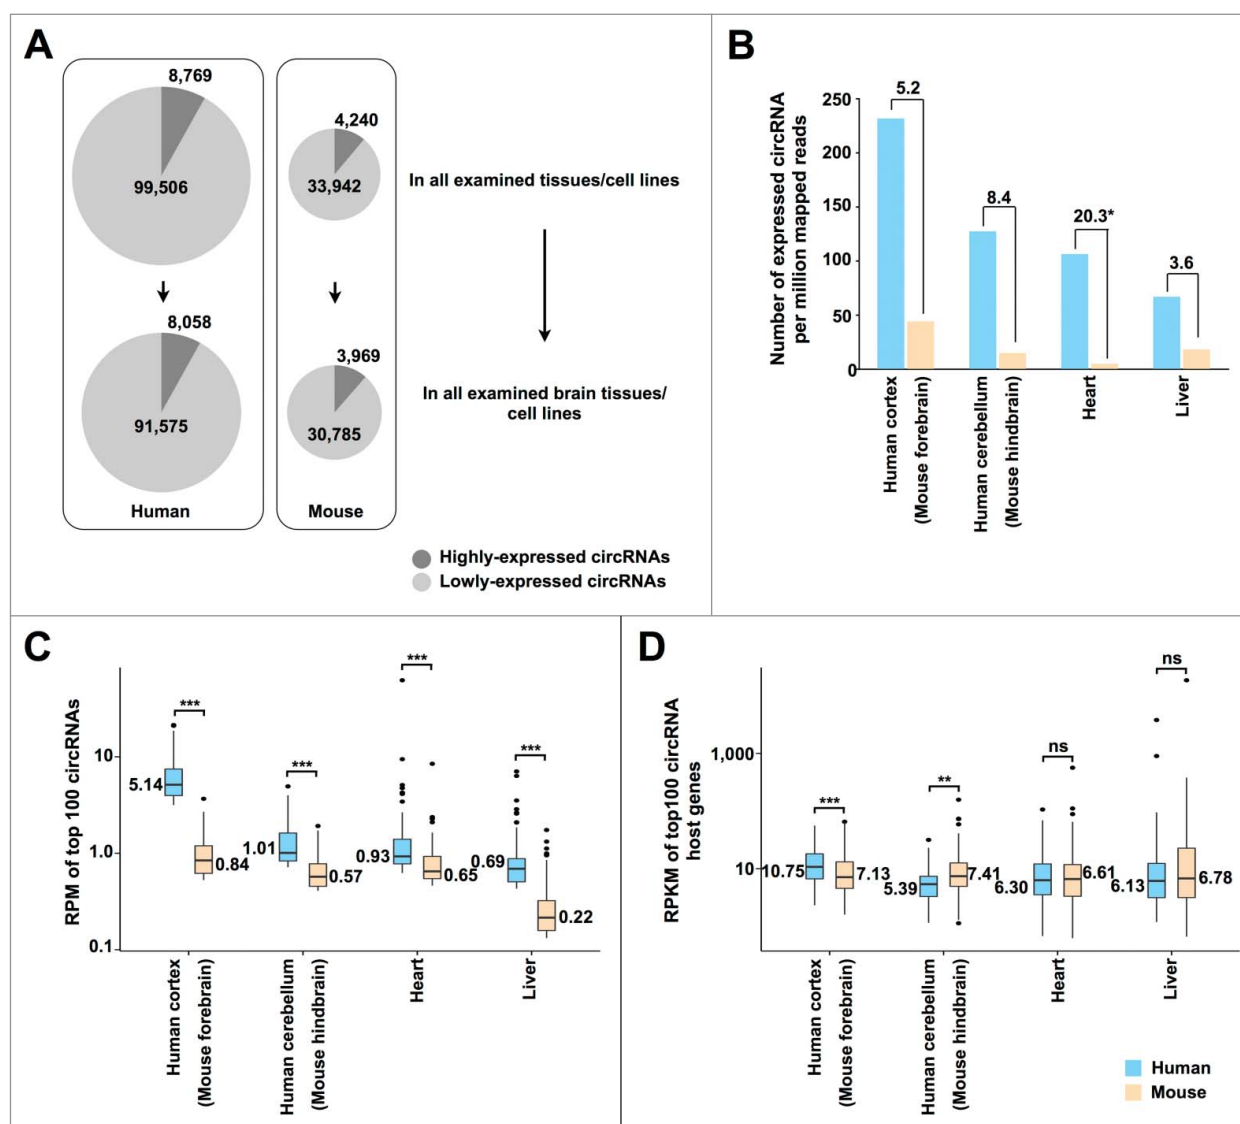 A
8,769
99,506
8,058
91,575
Human
4,240
33,942
3,969
30,785
Mouse
In all examined tissues/cell lines
In all examined brain tissues/
cell lines
Highly-expressed circRNAs
Lowly-expressed circRNAs
B
Number of expressed circRNA
per million mapped reads
250
200
150
100
50
0
5.2
8.4
20.3*
3.6
Human cortex
(Mouse forebrain)
Human cerebellum
(Mouse hindbrain)
Heart
Liver
C
RPM of top 100 circRNAs
10
1.0
0.1
***
***
***
***
5.14
0.84
1.01
0.57
0.93
0.65
0.69
0.22
Human cortex
(Mouse forebrain)
Human cerebellum
(Mouse hindbrain)
Heart
Liver
D
RPKM of top100 circRNA
host genes
1,000
10
***
**
ns
ns
10.75
7.13
5.39
7.41
6.30
6.61
6.13
6.78
Human cortex
(Mouse forebrain)
Human cerebellum
(Mouse hindbrain)
Heart
Liver
Human
Mouse